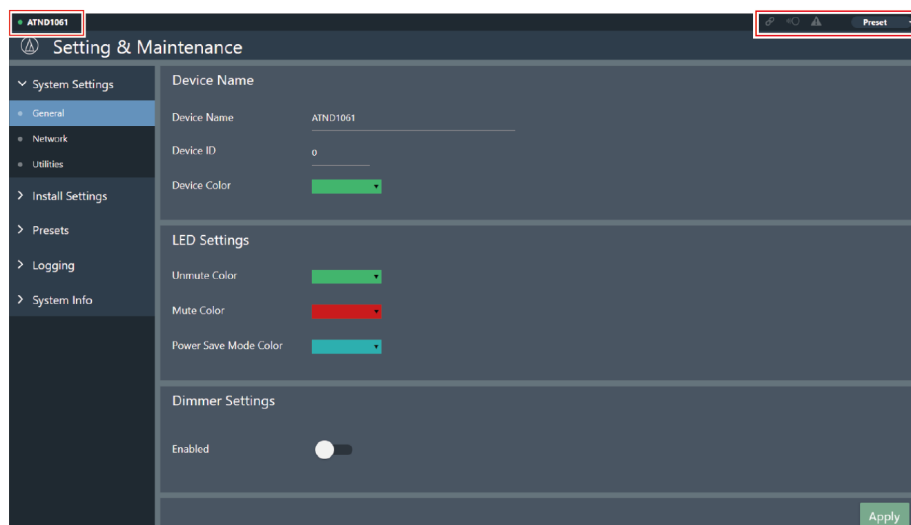 ATND1061
Preset
Setting & Maintenance
System Settings
General
Network
Utilities
Install Settings
Presets
Logging
System Info
Device Name
Device Name ATND1061
Device ID 0
Device Color
LED Settings
Unmute Color
Mute Color
Power Save Mode Color
Dimmer Settings
Enabled
Apply